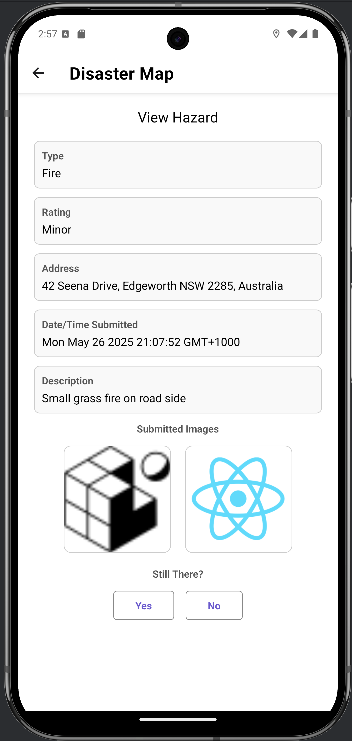 2:57
Disaster Map
View Hazard
Type
Fire
Rating
Minor
Address
42 Seena Drive, Edgeworth NSW 2285, Australia
Date/Time Submitted
Mon May 26 2025 21:07:52 GMT+1000
Description
Small grass fire on road side
Submitted Images
Still There?
Yes
No